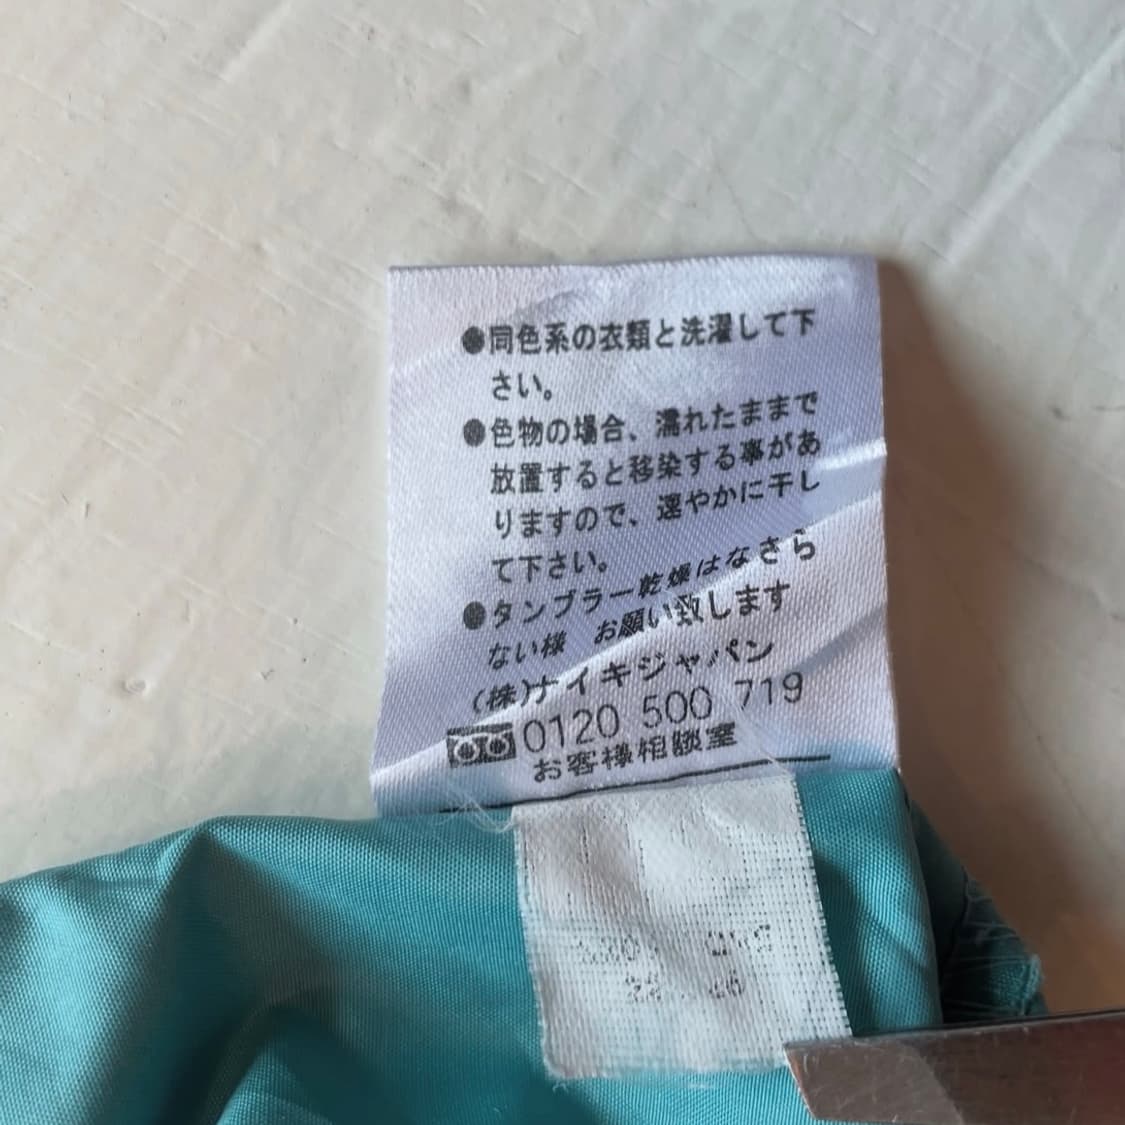 ●同色系の衣類と洗濯して下
さい。
●色物の場合、濡れたままで
放置すると移染する事があ
りますので、速やかに干し
て下さい。
●タンブラー乾燥はなさら
ない様 お願い致します
(株)ナイキジャパン
0120 500 719
お客様相談室